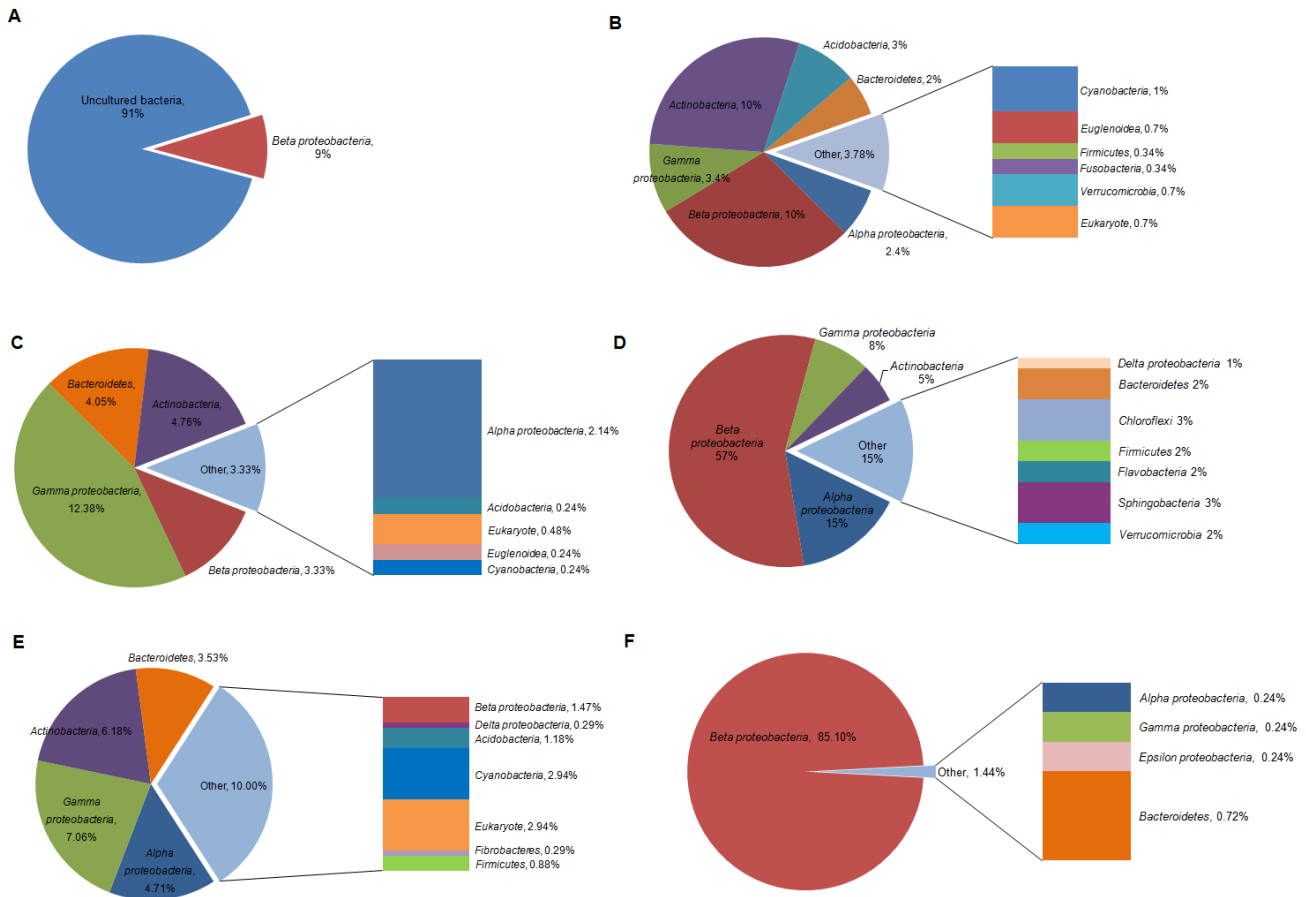 A
Uncultured bacteria,
91%
Beta proteobacteria,
9%
B
Acidobacteria, 3%
Bacteroidetes, 2%
Actinobacteria, 10%
Other, 3.78%
Gamma
proteobacteria, 3.4%
Beta proteobacteria, 10%
Alpha proteobacteria,
2.4%
Cyanobacteria, 1%
Euglenoidea, 0.7%
Firmicutes, 0.34%
Fusobacteria, 0.34%
Verrucomicrobia, 0.7%
Eukaryote, 0.7%
C
Bacteroidetes,
4.05%
Actinobacteria,
4.76%
Other, 3.33%
Gamma proteobacteria,
12.38%
Beta proteobacteria, 3.33%
Alpha proteobacteria, 2.14%
Acidobacteria, 0.24%
Eukaryote, 0.48%
Euglenoidea, 0.24%
Cyanobacteria, 0.24%
D
Gamma proteobacteria
8%
Actinobacteria
5%
Beta
proteobacteria
57%
Other
15%
Alpha
proteobacteria
15%
Delta proteobacteria 1%
Bacteroidetes 2%
Chloroflexi 3%
Firmicutes 2%
Flavobacteria 2%
Sphingobacteria 3%
Verrucomicrobia 2%
E
Bacteroidetes, 3.53%
Actinobacteria, 6.18%
Other, 10.00%
Gamma
proteobacteria,
7.06%
Alpha
proteobacteria,
4.71%
Beta proteobacteria, 1.47%
Delta proteobacteria, 0.29%
Acidobacteria, 1.18%
Cyanobacteria, 2.94%
Eukaryote, 2.94%
Fibrobacteres, 0.29%
Firmicutes, 0.88%
F
Beta proteobacteria, 85.10%
Other, 1.44%
Alpha proteobacteria, 0.24%
Gamma proteobacteria, 0.24%
Epsilon proteobacteria, 0.24%
Bacteroidetes, 0.72%